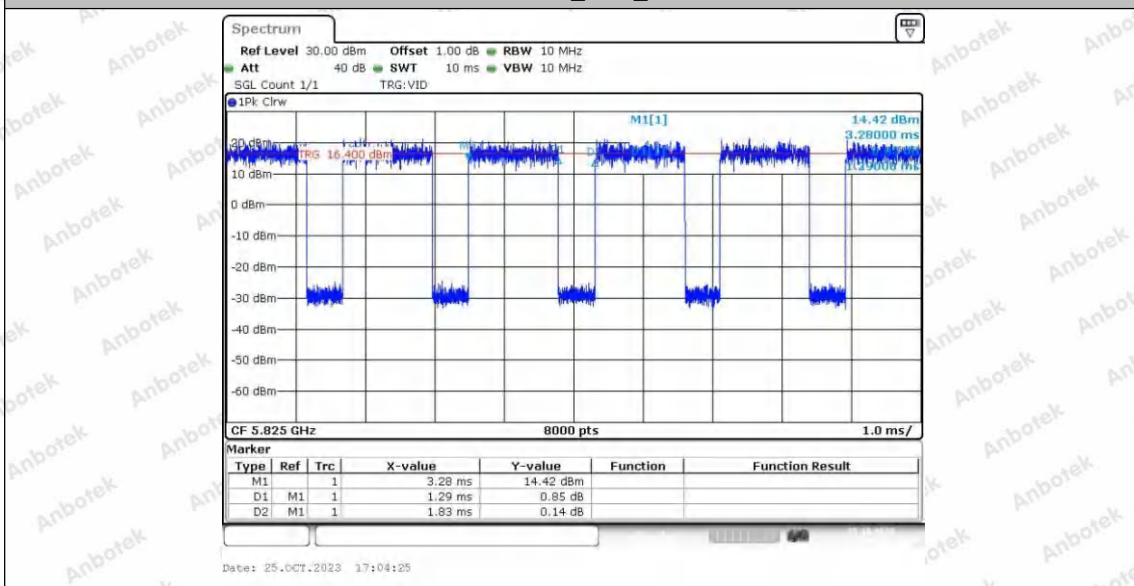 Spectrum
Ref Level 30.00 dBm Offset 1.00 dB RBW 10 MHz
Att 40 dB SWT 10 ms VBW 10 MHz
SGL Count 1/1 TRG:VID
1Pk Clrw
M1[1] 14.42 dBm
3.28000 ms
20 dBm
TRG 16.400 dBm
1.29000 ms
10 dBm
0 dBm
-10 dBm
-20 dBm
-30 dBm
-40 dBm
-50 dBm
-60 dBm
CF 5.825 GHz 8000 pts 1.0 ms/
Marker
Type Ref Trc X-value Y-value Function Function Result
M1 1 3.28 ms 14.42 dBm
D1 M1 1 1.29 ms 0.85 dB
D2 M1 1 1.83 ms 0.14 dB
Date: 25.OCT.2023 17:04:25